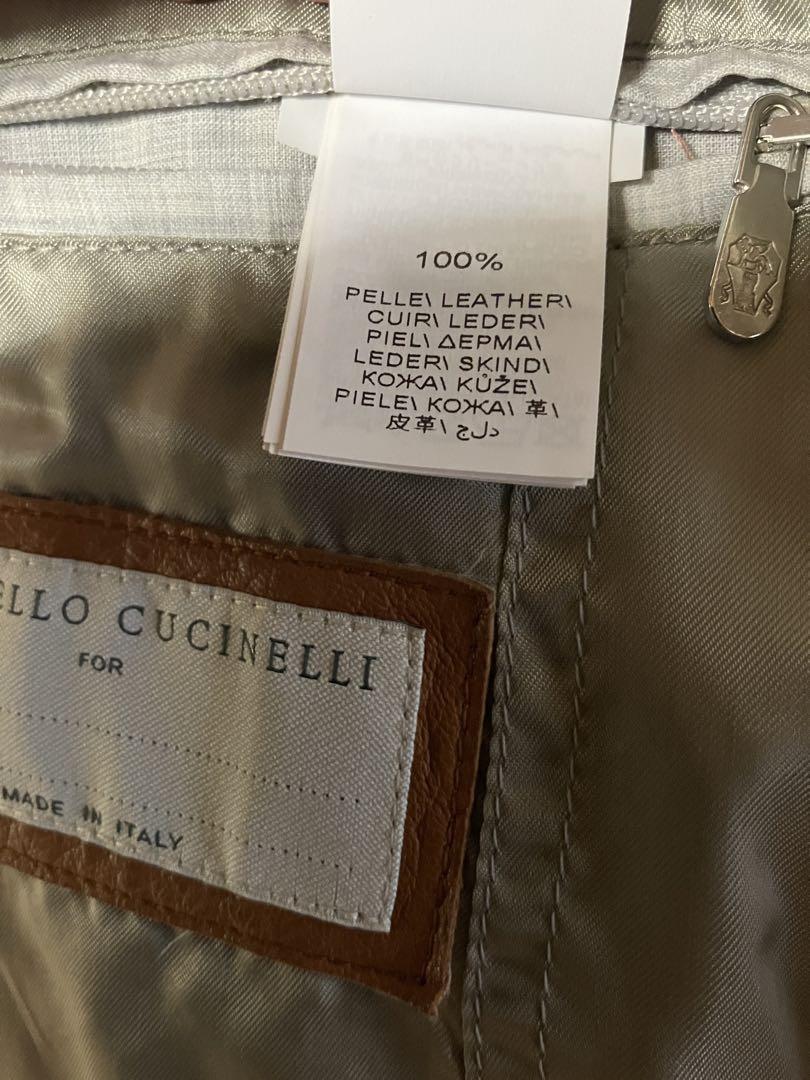 100%
PELLE\ LEATHER\
CUIR\ LEDER\
PIEL\ ΔΕΡΜΑ\
LEDER\ SKIND\
КОЖА\ KŮŽE\
PIELE\ КОЖА\ 革\
皮革\ دلج
ELLO CUCINELLI
FOR
MADE IN ITALY